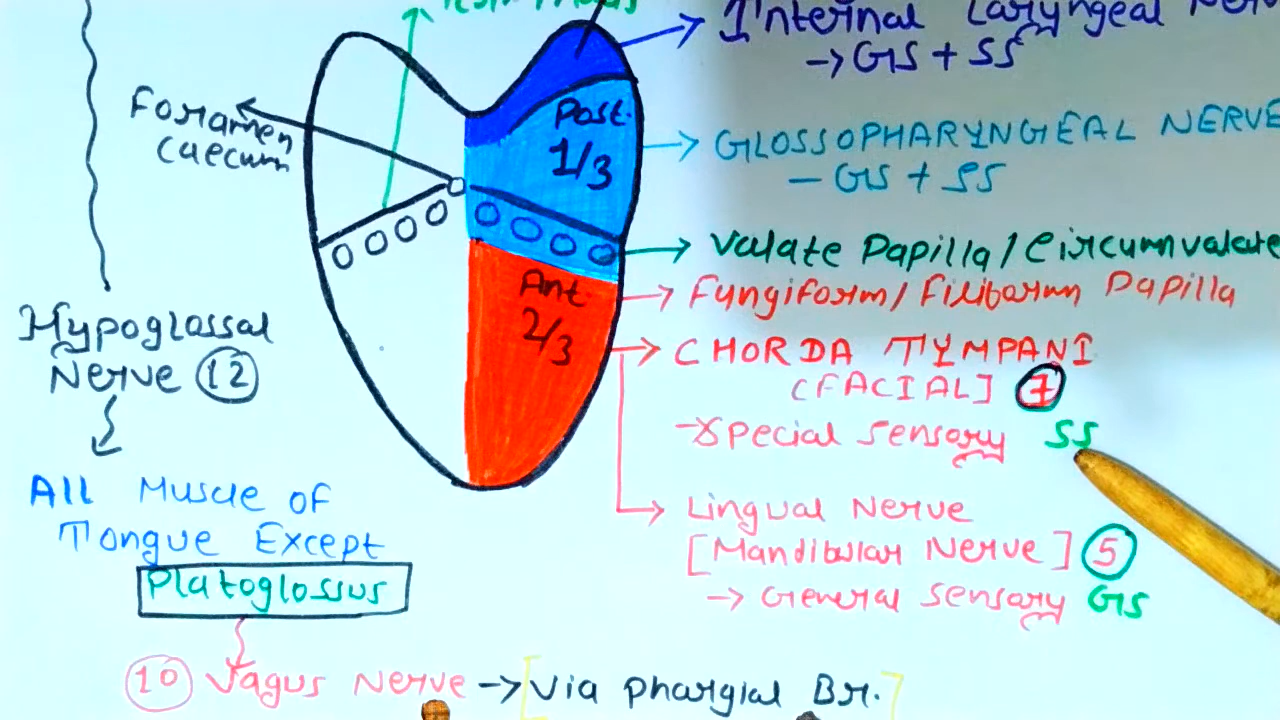 Internal Laryngeal
→ GS + SS
Foramen
Caecum
Post.
1/3
→ GLOSSOPHARYNGEAL NERVE
- GS + SS
→ Valate Papilla/Circumvalate
→ Fungiform/Filibarum Papilla
Ant.
2/3
→ CHORDA TYMPANI
(FACIAL] 7
→ Special Sensory SS
Hypoglossal
Nerve 12
All Muscle of
Tongue Except
Platoglossus
→ Lingual Nerve
[Mandibular Nerve] 5
→ General Sensory GS
10 Vagus Nerve → [Via Phargial Br.]